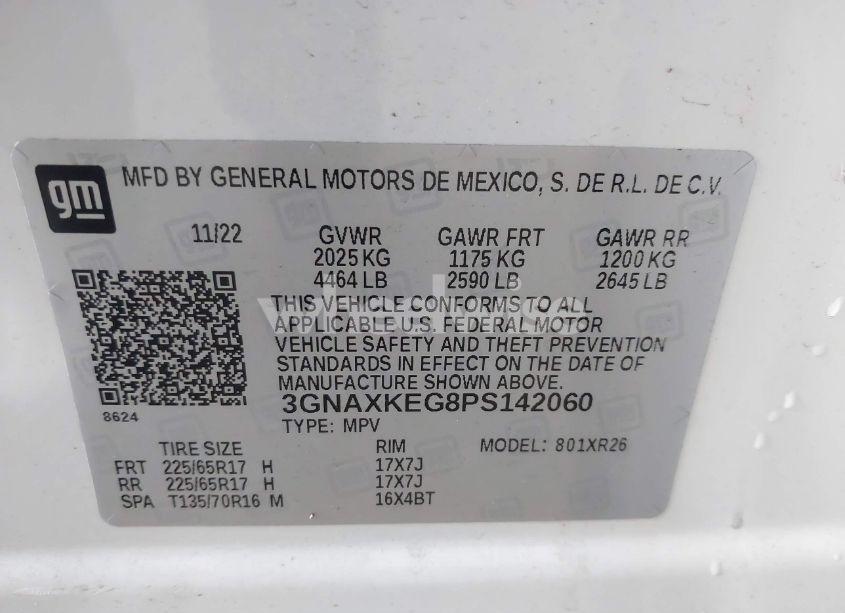 gm
MFD BY GENERAL MOTORS DE MEXICO, S. DE R.L. DE C.V.
11/22 GVWR GAWR FRT GAWR RR
2025 KG 1175 KG 1200 KG
4464 LB 2590 LB 2645 LB
THIS VEHICLE CONFORMS TO ALL
APPLICABLE U.S. FEDERAL MOTOR
VEHICLE SAFETY AND THEFT PREVENTION
STANDARDS IN EFFECT ON THE DATE OF
MANUFACTURE SHOWN ABOVE.
3GNAXKEG8PS142060
8624
TYPE: MPV
TIRE SIZE RIM MODEL: 801XR26
FRT 225/65R17 H 17X7J
RR 225/65R17 H 17X7J
SPA T135/70R16 M 16X4BT